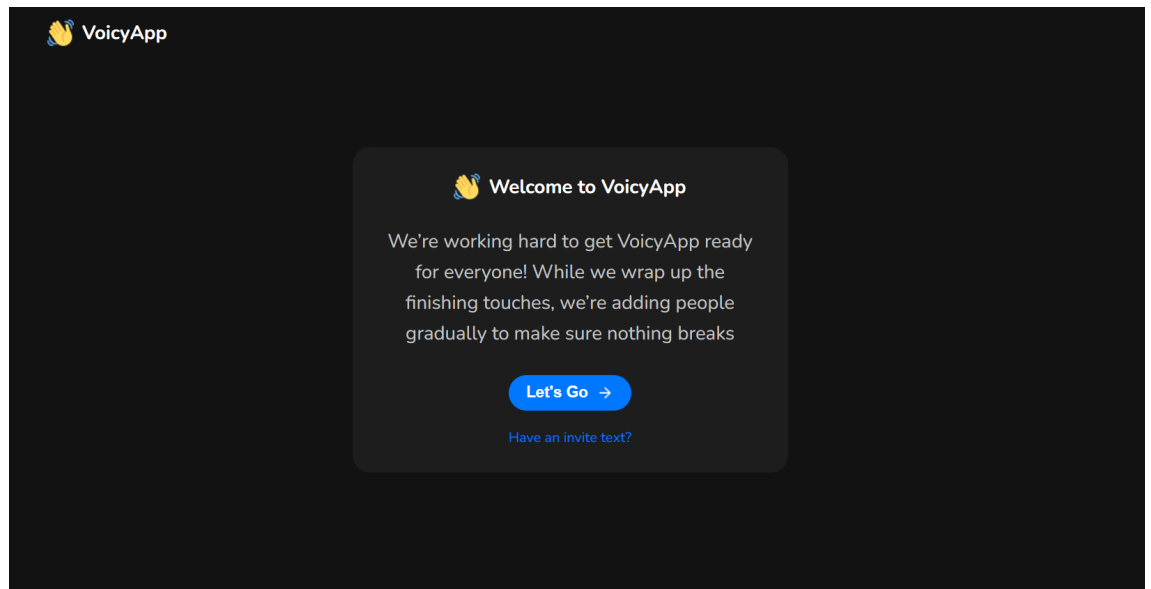 VoicyApp
Welcome to VoicyApp
We’re working hard to get VoicyApp ready
for everyone! While we wrap up the
finishing touches, we’re adding people
gradually to make sure nothing breaks
Let's Go →
Have an invite text?